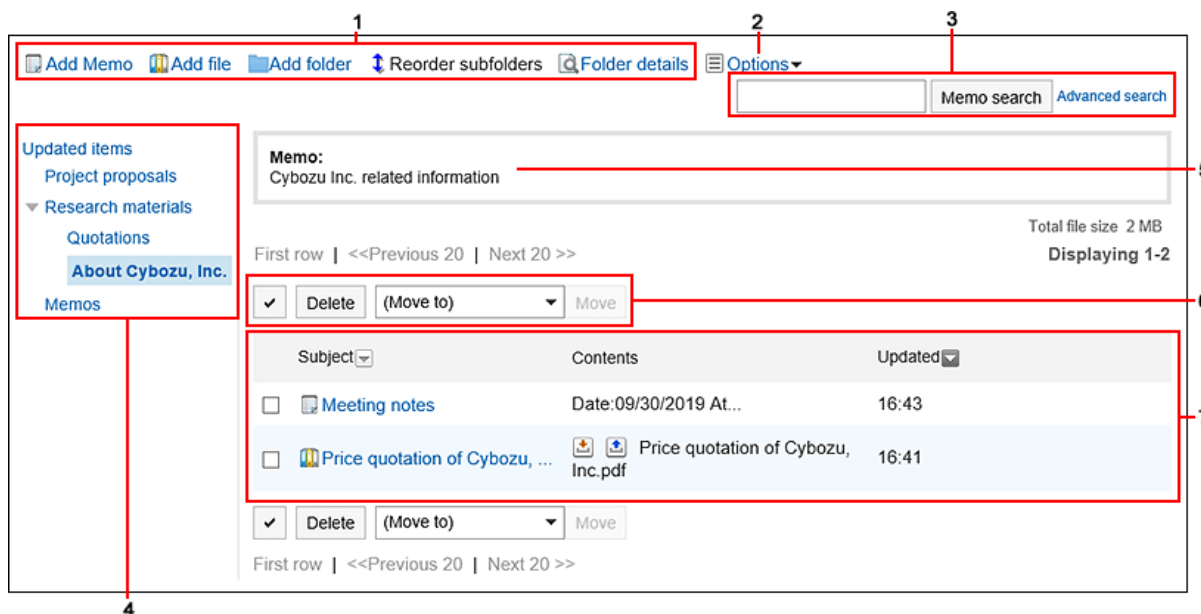 1
2
3
Add Memo Add file Add folder Reorder subfolders Folder details Options
Memo search Advanced search
Updated items
Project proposals
Research materials
Quotations
About Cybozu, Inc.
Memos
4
Memo:
Cybozu Inc. related information
Total file size 2 MB
First row | <<Previous 20 | Next 20 >>
Displaying 1-2
Delete (Move to) Move
Subject Contents Updated
Meeting notes Date:09/30/2019 At... 16:43
Price quotation of Cybozu, ... Price quotation of Cybozu, Inc.pdf 16:41
Delete (Move to) Move
First row | <<Previous 20 | Next 20 >>